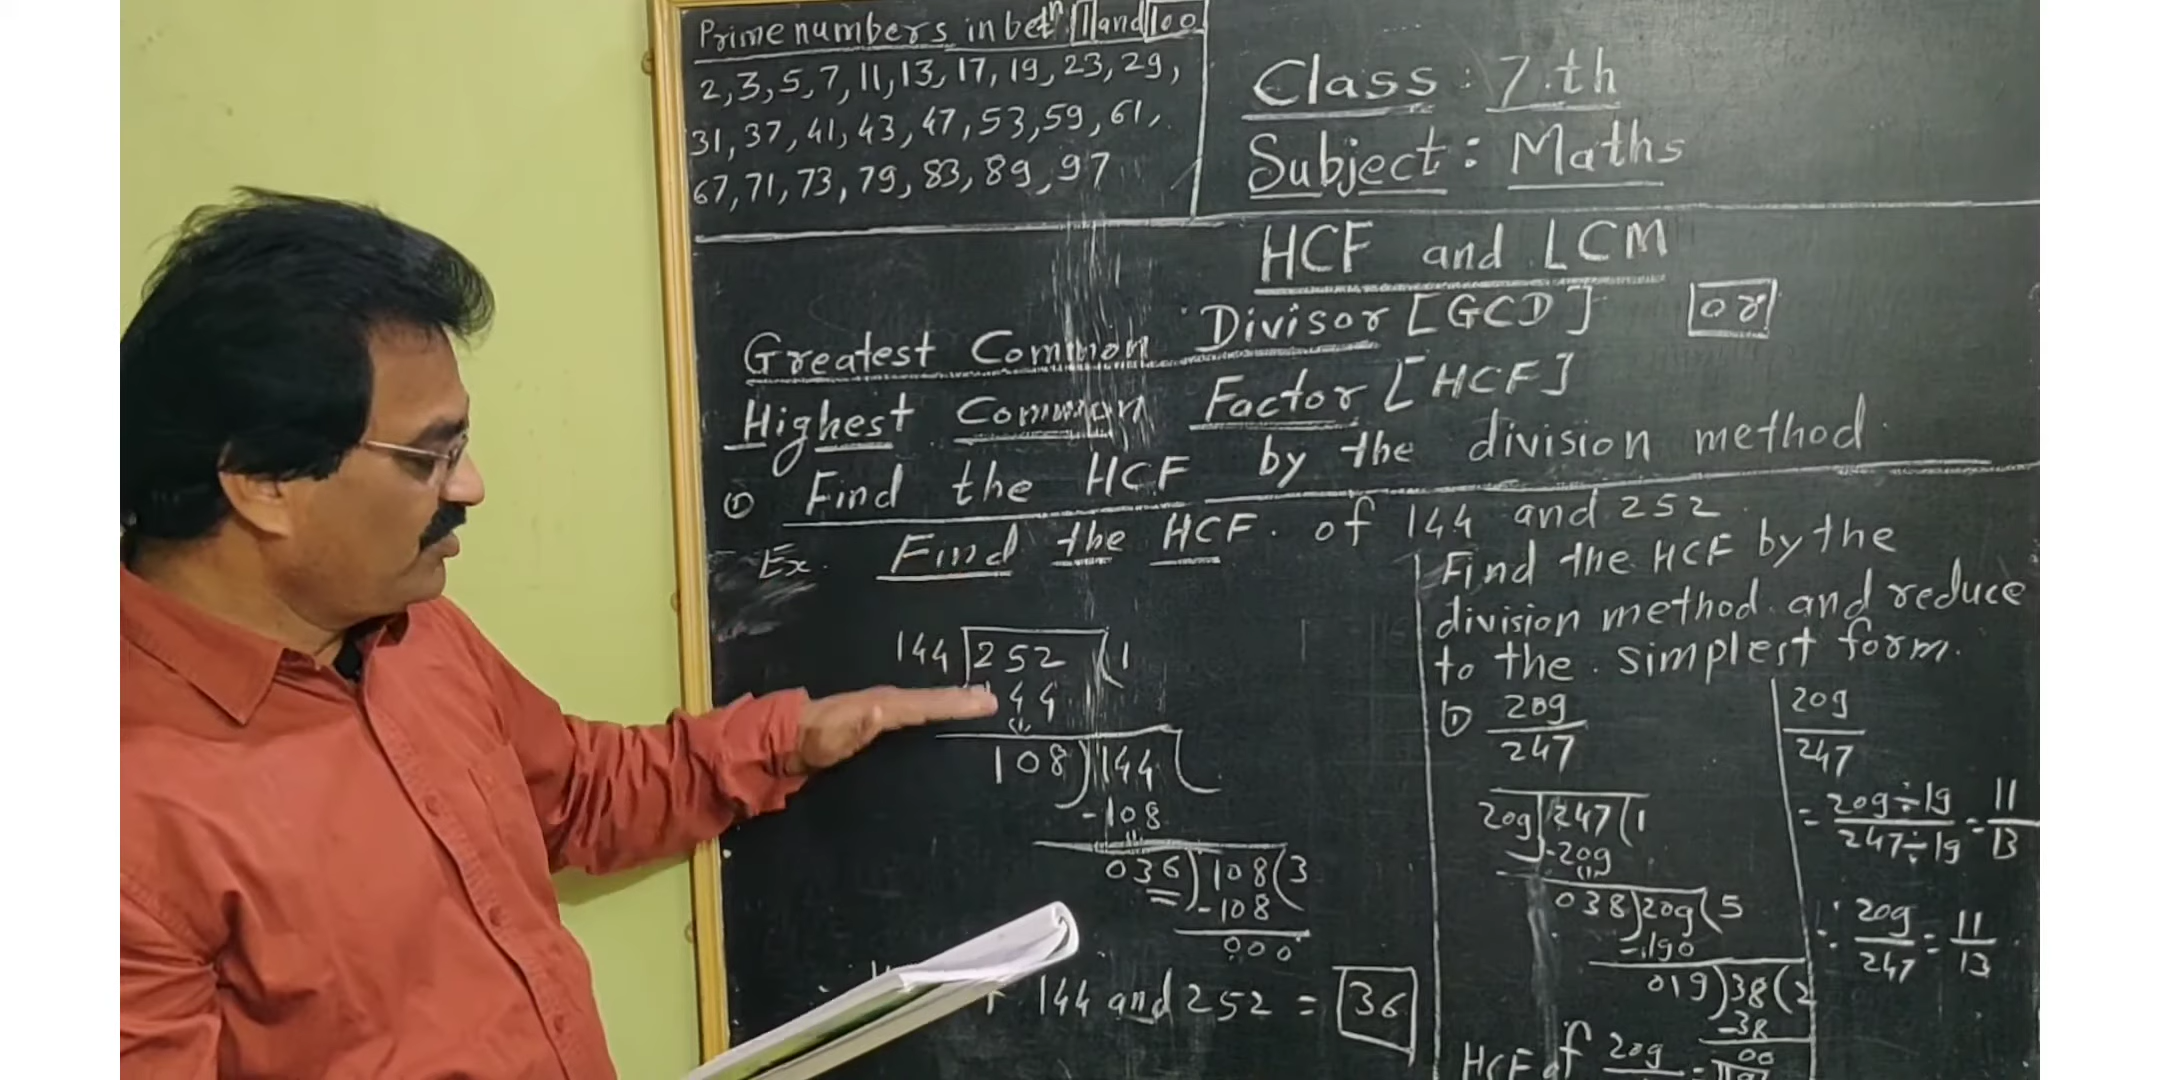 Prime numbers in betn 1 and 100
2, 3, 5, 7, 11, 13, 17, 19, 23, 29,
31, 37, 41, 43, 47, 53, 59, 61,
67, 71, 73, 79, 83, 89, 97
Class : 7.th
Subject : Maths
HCF and LCM
Greatest Common Divisor [GCD] or
Highest Common Factor [HCF]
① Find the HCF by the division method.
Ex. Find the HCF. of 144 and 252.
144 252 1
144
108 144
-108
036 108 3
-108
000
144 and 252 = 36
Find the HCF by the
division method. and reduce
to the simplest form.
① 209/247
209 247 1
-209
038 209 5
-190
019 38 2
-38
00
HCF of 209
209/247
= 209÷19/247÷19 = 11/13
∵ 209/247 = 11/13